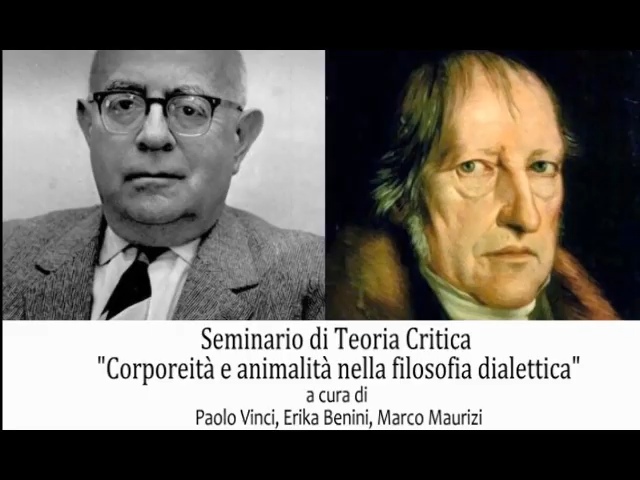 Seminario di Teoria Critica
"Corporeità e animalità nella filosofia dialettica"
a cura di
Paolo Vinci, Erika Benini, Marco Maurizi